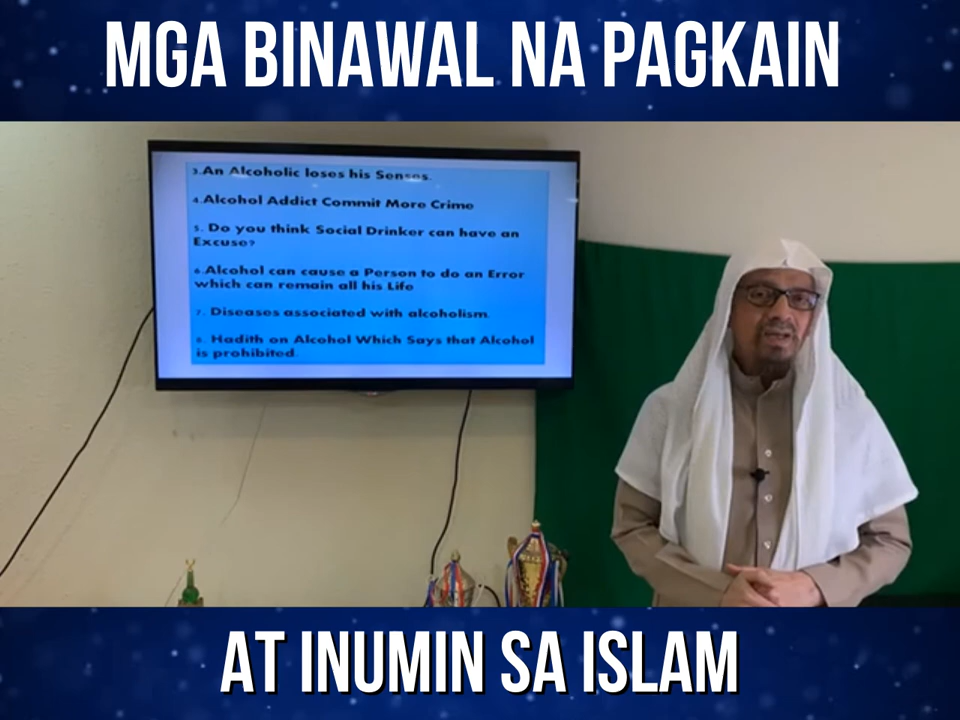 MGA BINAWAL NA PAGKAIN
3.An Alcoholic loses his Senses.
4.Alcohol Addict Commit More Crime
5. Do you think Social Drinker can have an
Excuse?
6.Alcohol can cause a Person to do an Error
which can remain all his Life
7. Diseases associated with alcoholism.
8. Hadith on Alcohol Which Says that Alcohol
is prohibited.
AT INUMIN SA ISLAM